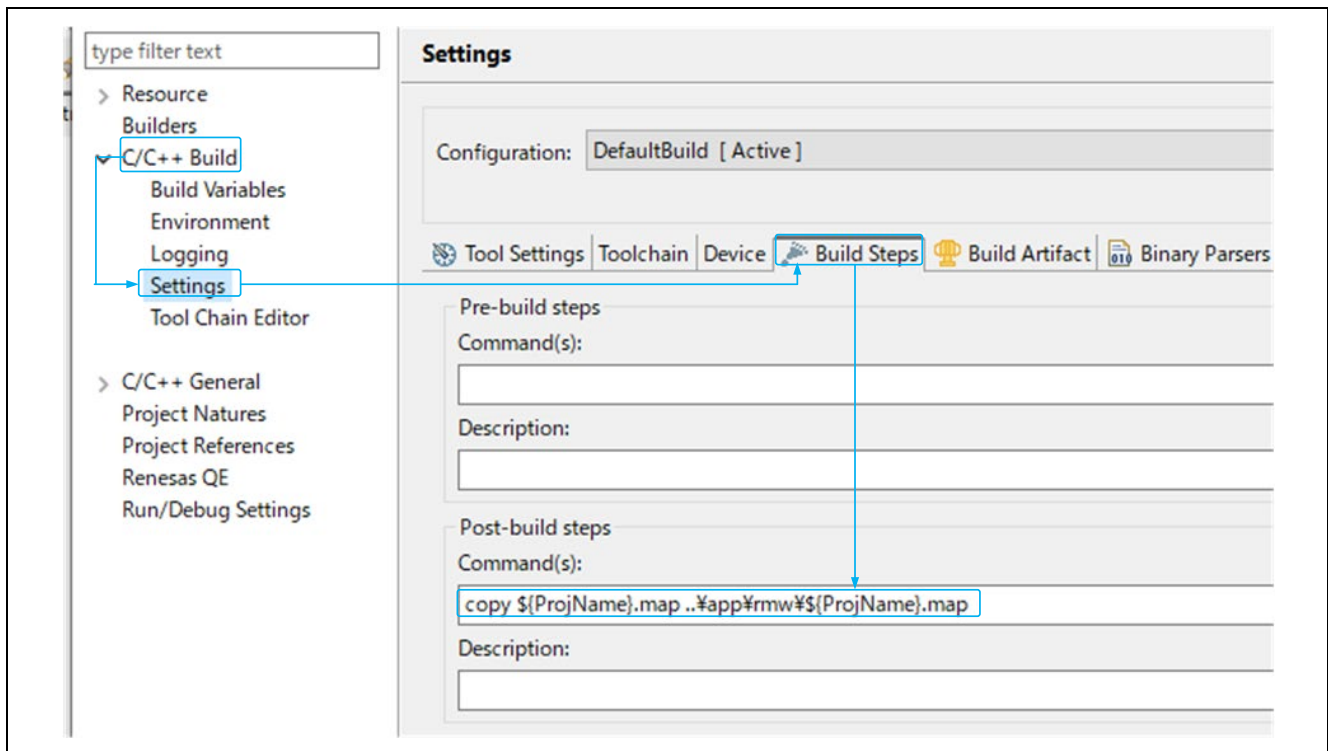 type filter text
Resource
Builders
C/C++ Build
Build Variables
Environment
Logging
Settings
Tool Chain Editor
C/C++ General
Project Natures
Project References
Renesas QE
Run/Debug Settings
Settings
Configuration: DefaultBuild [ Active ]
Tool Settings Toolchain Device Build Steps Build Artifact Binary Parsers
Pre-build steps
Command(s):
Description:
Post-build steps
Command(s):
copy ${ProjName}.map ..¥app¥rmw¥${ProjName}.map
Description: